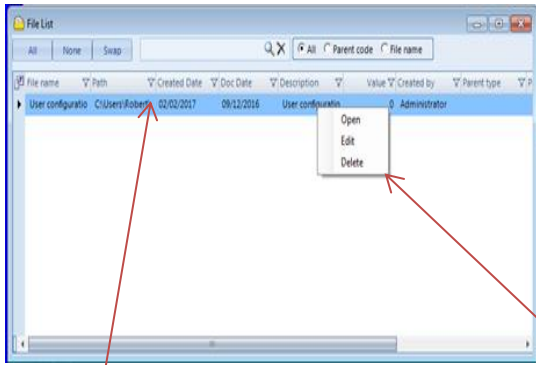 File List
All None Swap All Parent code File name
File name Path Created Date Doc Date Description Value Created by Parent type P
User configuratio C:\Users\Roberts 02/02/2017 09/12/2016 User configuratio 0 Administrator
Open
Edit
Delete